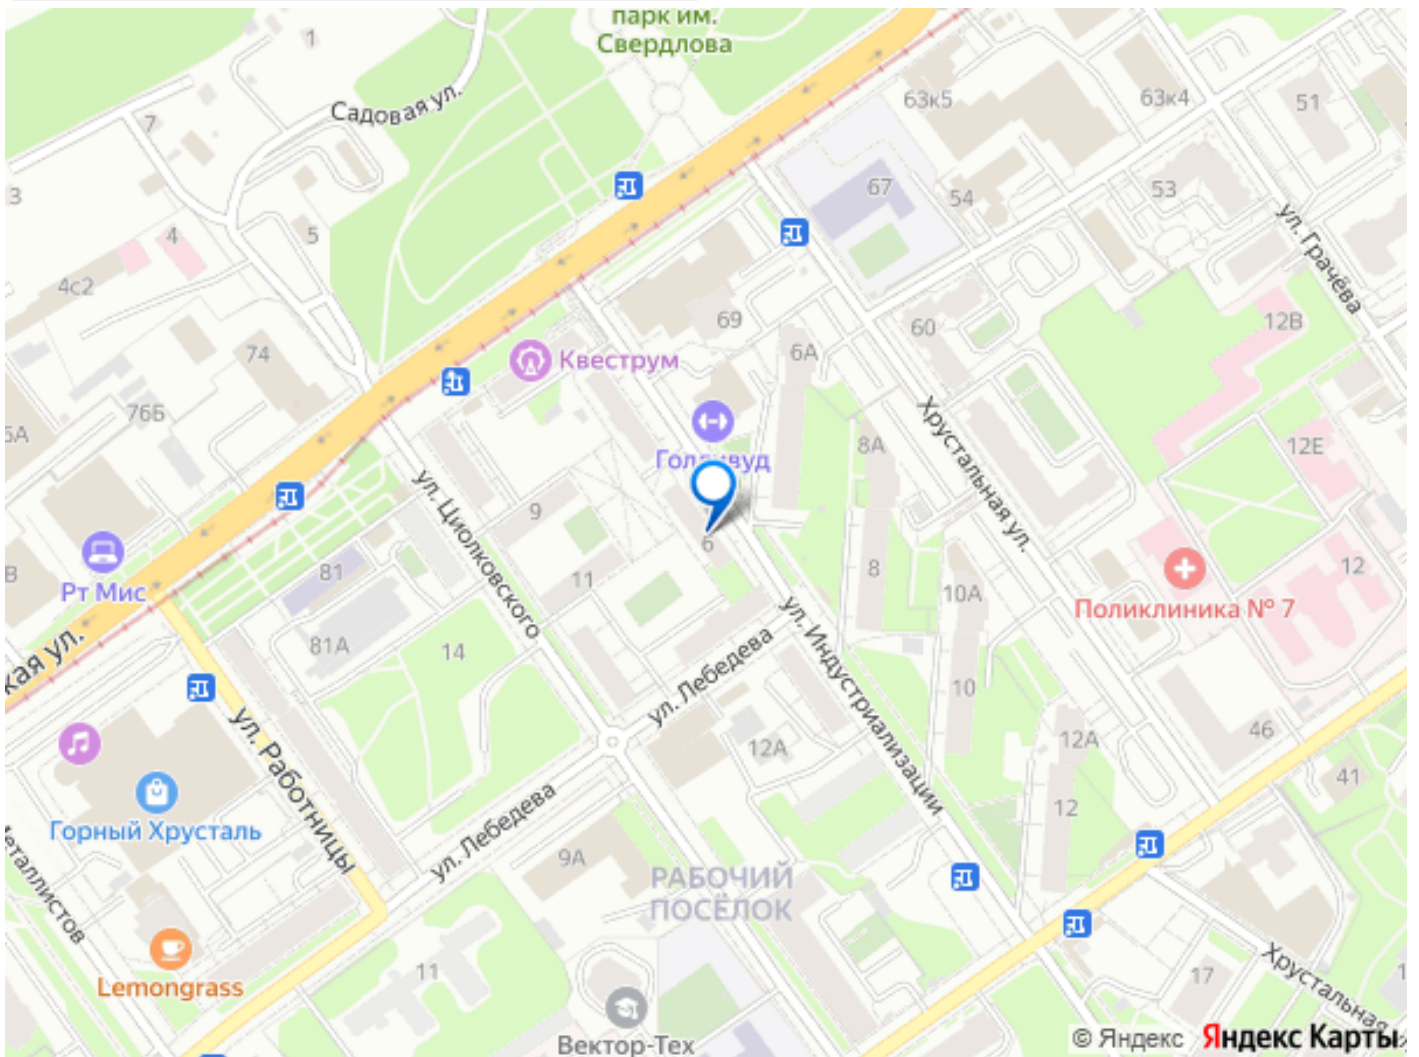 парк им.
Свердлова
1
63к5
63к4
51
Садовая ул.
7
67
54
53
3
4
5
ул. Грачёва
4с2
69
60
12В
6А
74
Квеструм
76Б
Хрустальная ул.
Голливуд
8А
12Е
ул. Циолковского
9
6
Рт Мис
81
11
8
12
10А
Поликлиника № 7
кая ул.
81А
14
ул. Лебедева
ул. Индустриализации
10
ул. Работницы
12А
12А
46
41
Горный Хрусталь
12
ул. Лебедева
9А
РАБОЧИЙ
ПОСЁЛОК
еталлистов
Lemongrass
11
17
Хрустальная
Вектор-Тех
© Яндекс Яндекс Карты